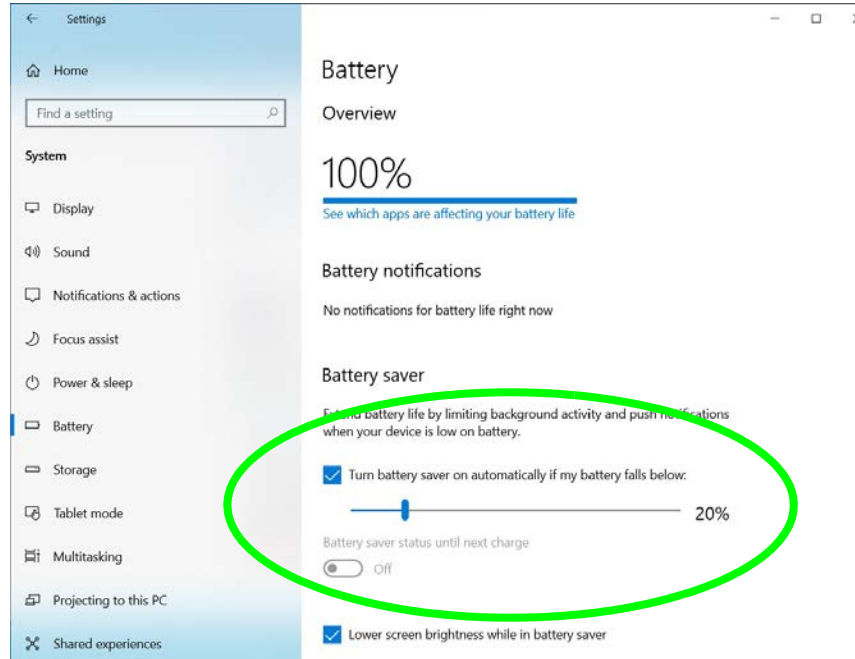 Settings
Home
Find a setting
System
Display
Sound
Notifications & actions
Focus assist
Power & sleep
Battery
Storage
Tablet mode
Multitasking
Projecting to this PC
Shared experiences
Battery
Overview
100%
See which apps are affecting your battery life
Battery notifications
No notifications for battery life right now
Battery saver
Extend battery life by limiting background activity and push notifications
when your device is low on battery.
Turn battery saver on automatically if my battery falls below:
20%
Battery saver status until next charge
Off
Lower screen brightness while in battery saver